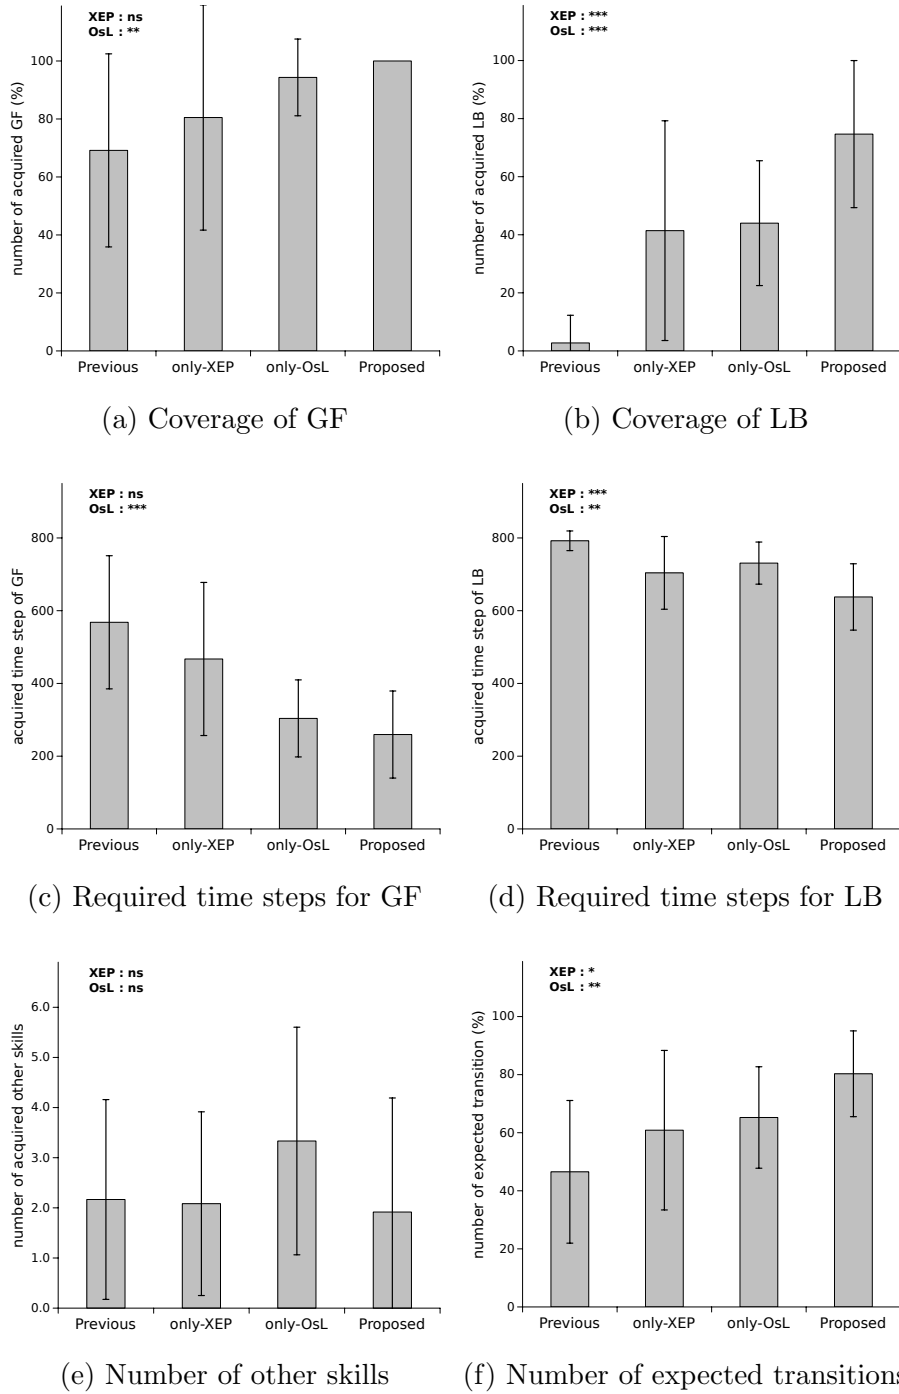 XEP : ns
OsL : **
number of acquired GF (%)
100
80
60
40
20
0
Previous only-XEP only-OsL Proposed
(a) Coverage of GF
XEP : ***
OsL : ***
number of acquired LB (%)
100
80
60
40
20
0
Previous only-XEP only-OsL Proposed
(b) Coverage of LB
XEP : ns
OsL : ***
acquired time step of GF
800
600
400
200
0
Previous only-XEP only-OsL Proposed
(c) Required time steps for GF
XEP : ***
OsL : **
acquired time step of LB
800
600
400
200
0
Previous only-XEP only-OsL Proposed
(d) Required time steps for LB
XEP : ns
OsL : ns
number of acquired other skills
6.0
5.0
4.0
3.0
2.0
1.0
0.0
Previous only-XEP only-OsL Proposed
(e) Number of other skills
XEP : *
OsL : **
number of expected transition (%)
100
80
60
40
20
0
Previous only-XEP only-OsL Proposed
(f) Number of expected transitions